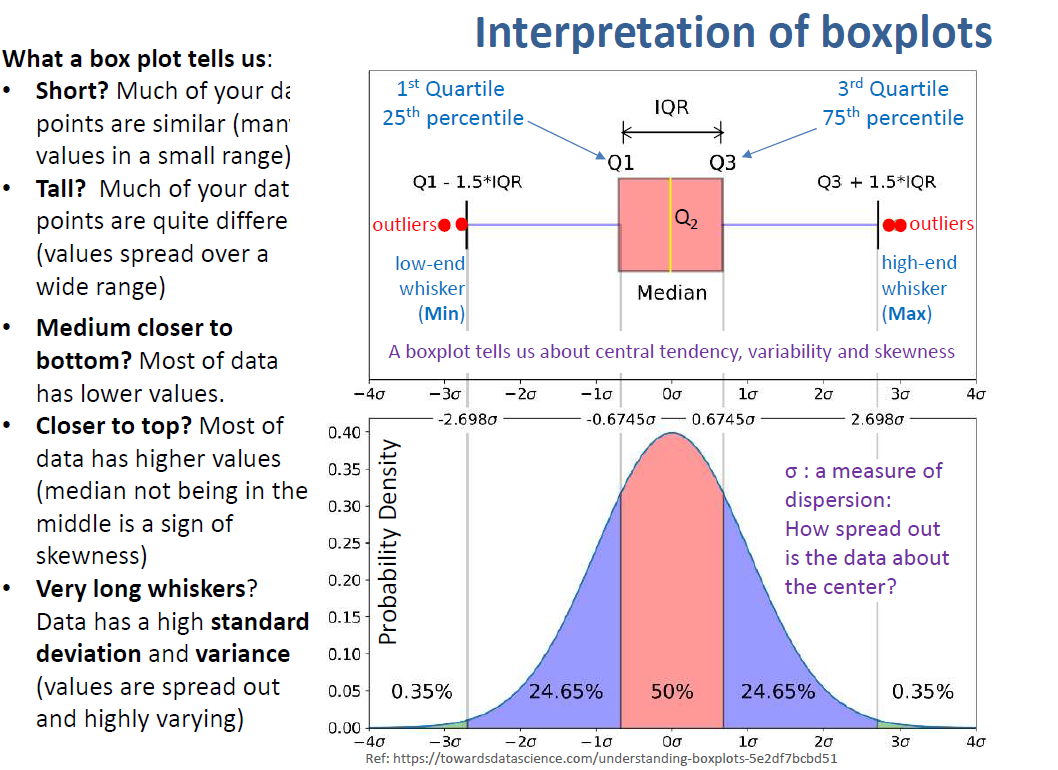 Interpretation of boxplots
What a box plot tells us:
• Short? Much of your da
points are similar (man
values in a small range)
• Tall? Much of your dat
points are quite differe
(values spread over a
wide range)
• Medium closer to
bottom? Most of data
has lower values.
• Closer to top? Most of
data has higher values
(median not being in the
middle is a sign of
skewness)
• Very long whiskers?
Data has a high standard
deviation and variance
(values are spread out
and highly varying)
1st Quartile
25th percentile
IQR
3rd Quartile
75th percentile
Q1
Q3
Q1 - 1.5*IQR
Q3 + 1.5*IQR
outliers
Q2
outliers
low-end
whisker
(Min)
Median
high-end
whisker
(Max)
A boxplot tells us about central tendency, variability and skewness
−4σ −3σ −2σ −1σ 0σ 1σ 2σ 3σ 4σ
-2.698σ -0.6745σ 0.6745σ 2.698σ
Probability Density
0.40
0.35
0.30
0.25
0.20
0.15
0.10
0.05
0.00
σ : a measure of
dispersion:
How spread out
is the data about
the center?
0.35% 24.65% 50% 24.65% 0.35%
−4σ −3σ −2σ −1σ 0σ 1σ 2σ 3σ 4σ
Ref: https://towardsdatascience.com/understanding-boxplots-5e2df7bcbd51